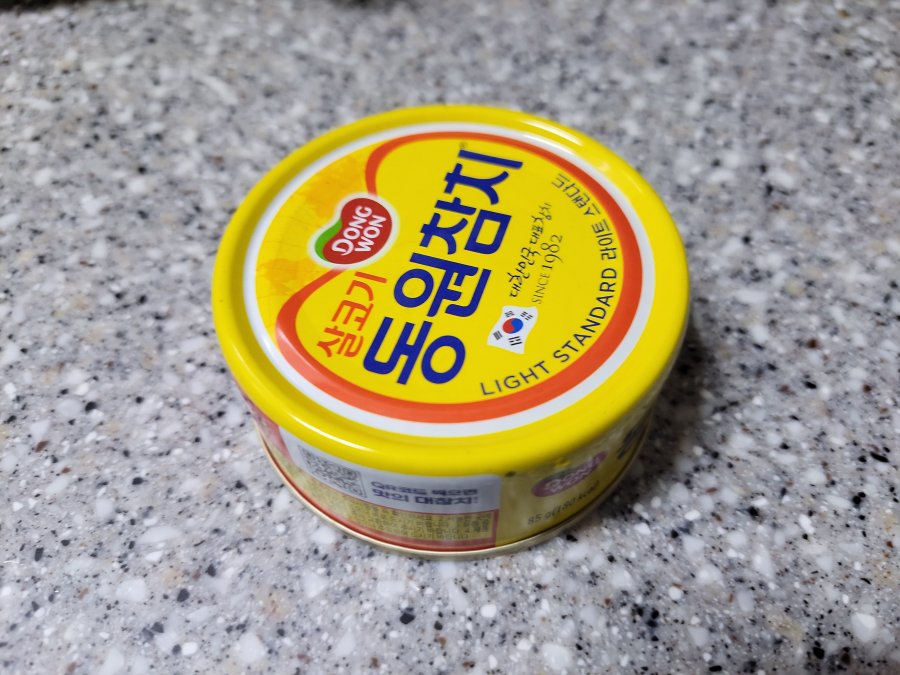 DONG
WON
살코기
동원참치
대한민국 대표참치
SINCE 1982
LIGHT STANDARD 라이트 스탠다드
QR코드 찍으면
맛의 대참치!
85 g